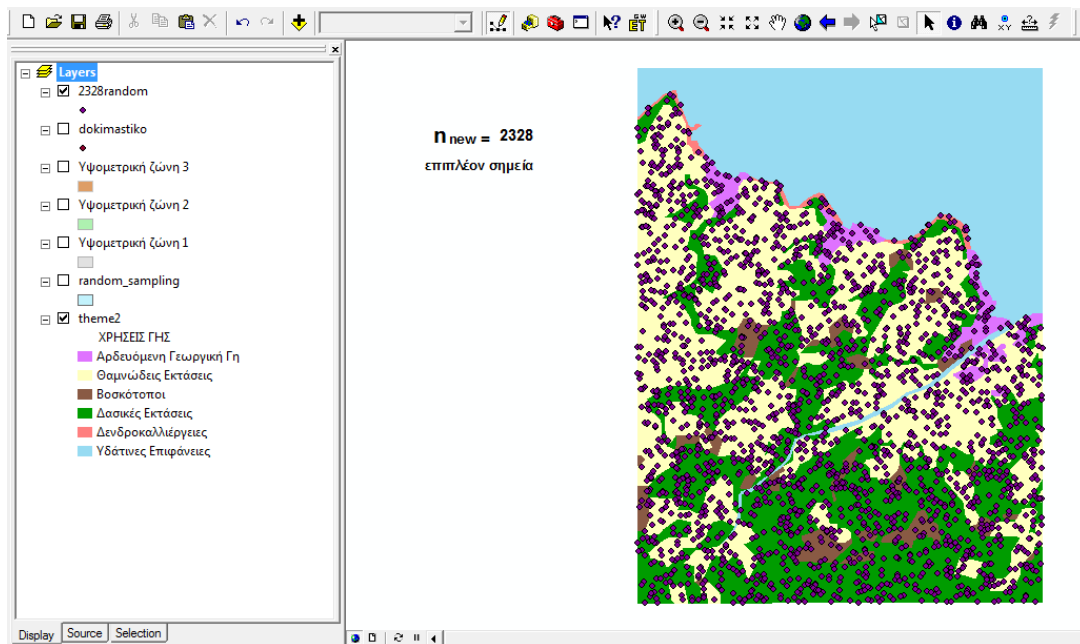 Layers
2328random
dokimastiko
Υψομετρική ζώνη 3
Υψομετρική ζώνη 2
Υψομετρική ζώνη 1
random_sampling
theme2
ΧΡΗΣΕΙΣ ΓΗΣ
Αρδευόμενη Γεωργική Γη
Θαμνώδεις Εκτάσεις
Βοσκότοποι
Δασικές Εκτάσεις
Δενδροκαλλιέργειες
Υδάτινες Επιφάνειες
Display Source Selection
n new = 2328
επιπλέον σημεία